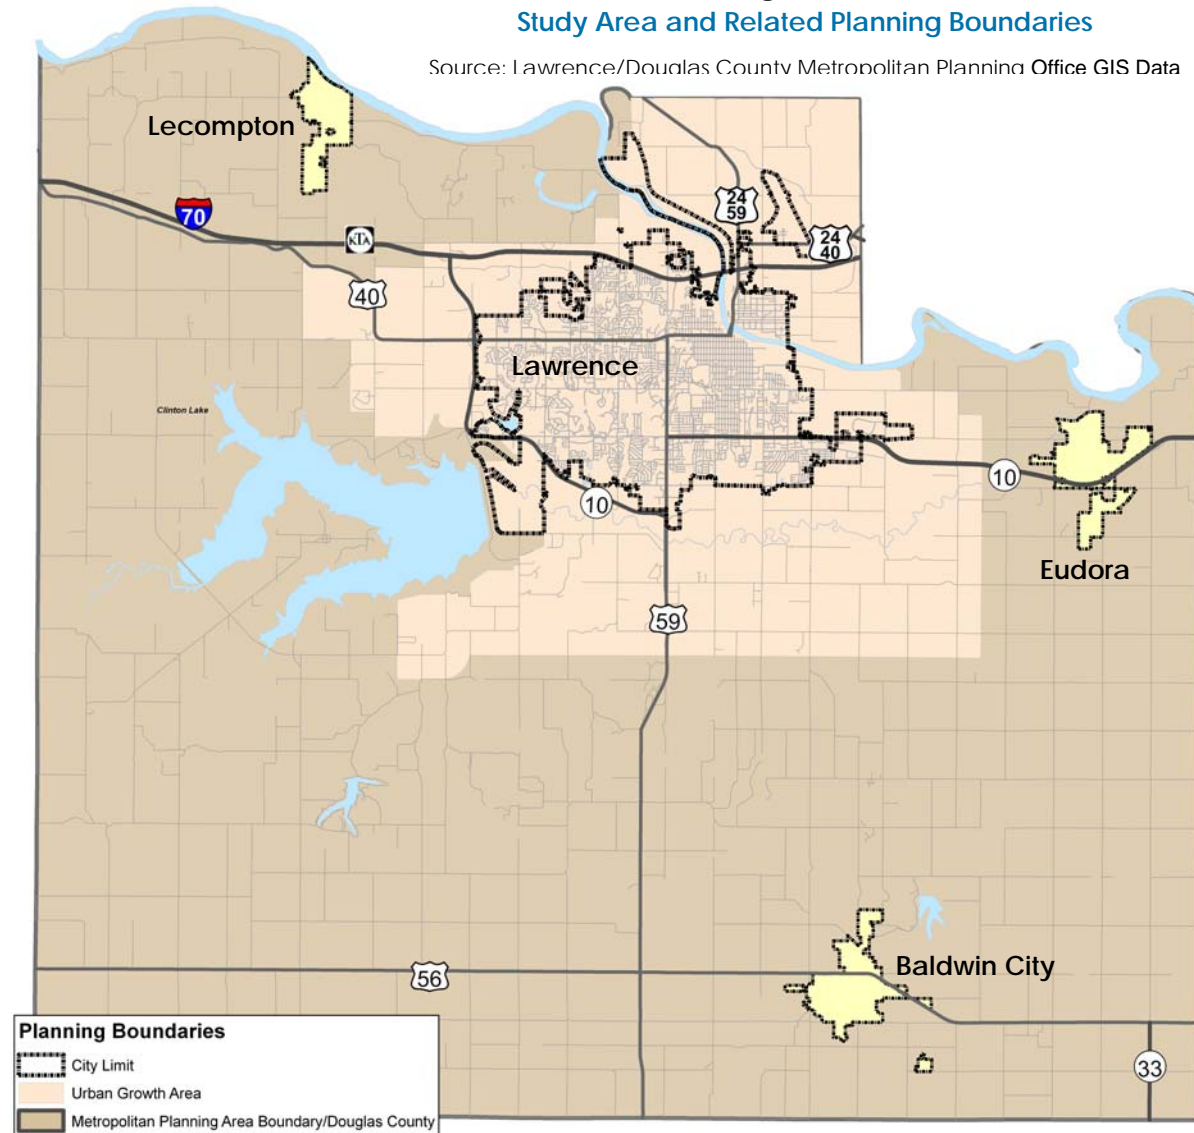 Study Area and Related Planning Boundaries
Source: Lawrence/Douglas County Metropolitan Planning Office GIS Data
Lecompton
24
59
70
24
40
KTA
40
Lawrence
Clinton Lake
10
10
Eudora
59
Baldwin City
56
33
Planning Boundaries
City Limit
Urban Growth Area
Metropolitan Planning Area Boundary/Douglas County